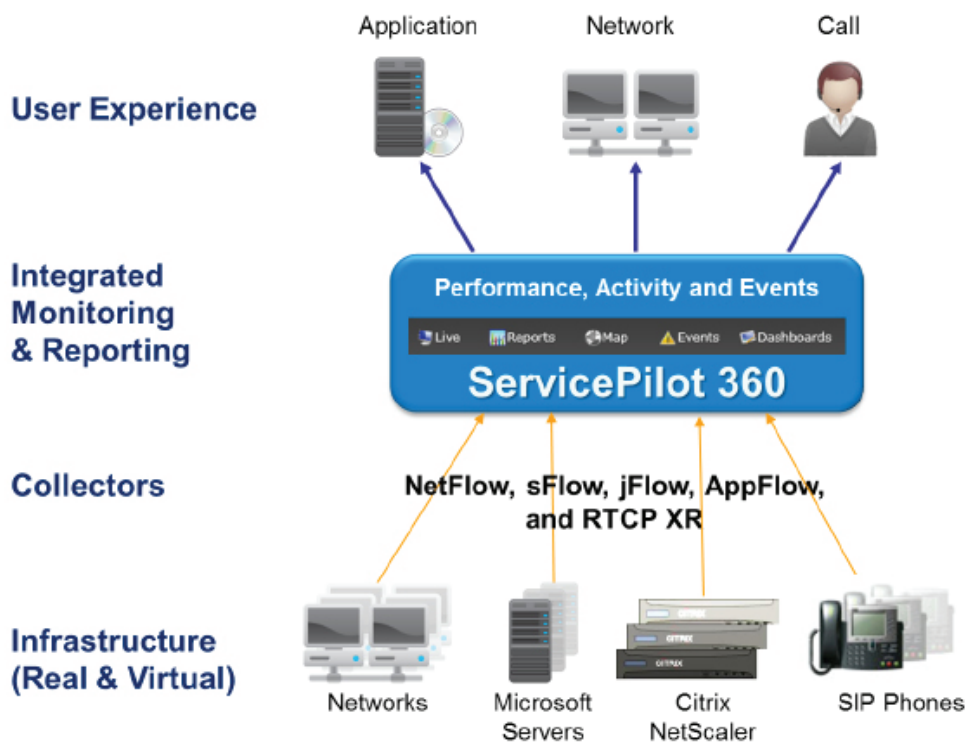 Application
Network
Call
User Experience
Integrated
Monitoring
& Reporting
Performance, Activity and Events
Live
Reports
Map
Events
Dashboards
ServicePilot 360
Collectors
NetFlow, sFlow, jFlow, AppFlow,
and RTCP XR
Infrastructure
(Real & Virtual)
CITRIX
CITRIX
CITRIX
Networks
Microsoft
Servers
Citrix
NetScaler
SIP Phones